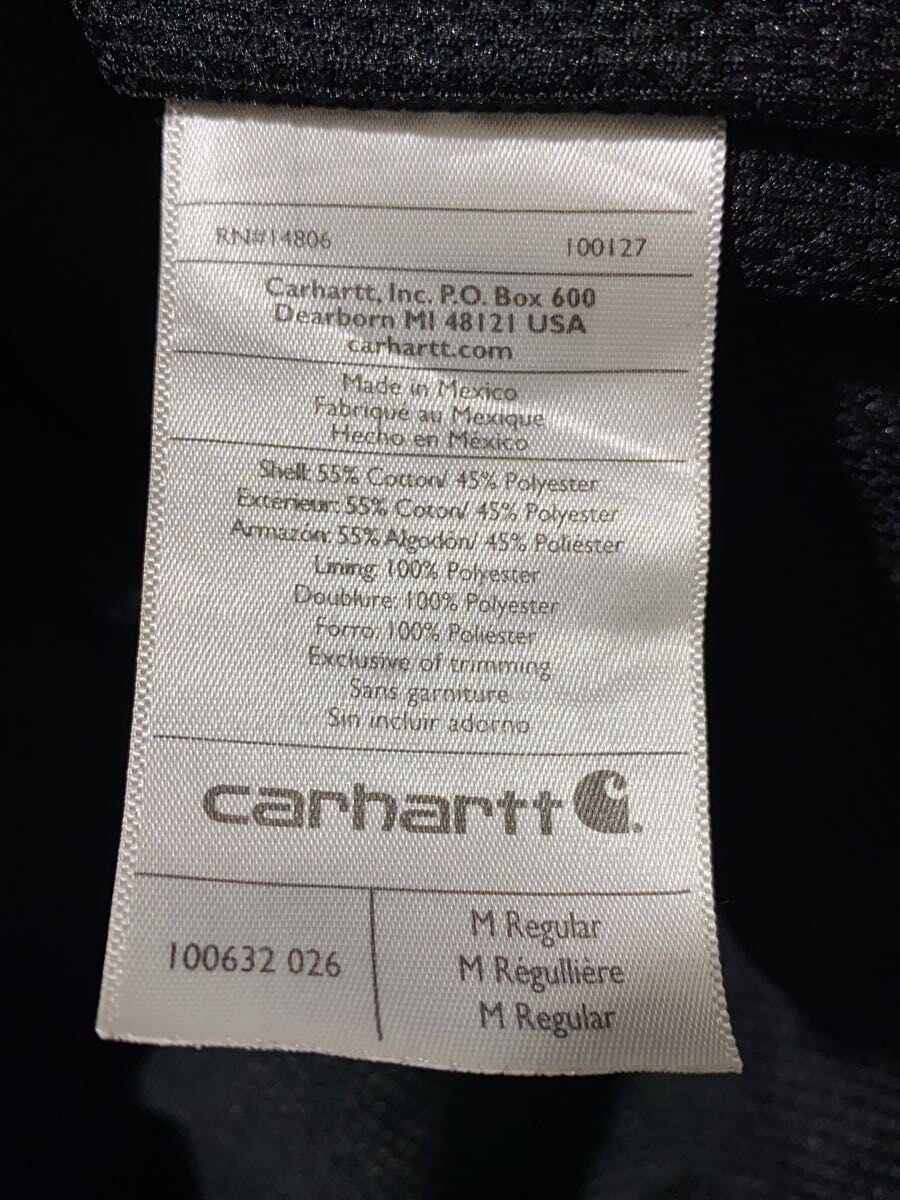 RN#14806 100127
Carhartt, Inc. P.O. Box 600
Dearborn MI 48121 USA
carhartt.com
Made in Mexico
Fabriqué au Mexique
Hecho en México
Shell: 55% Cotton/ 45% Polyester
Exterieur: 55% Coton/ 45% Polyester
Armazón: 55% Algodon/ 45% Poliester
Lining: 100% Polyester
Doublure: 100% Polyester
Forro: 100% Poliester
Exclusive of trimming
Sans garniture
Sin incluir adorno
carhartt
100632 026
M Regular
M Régullière
M Regular